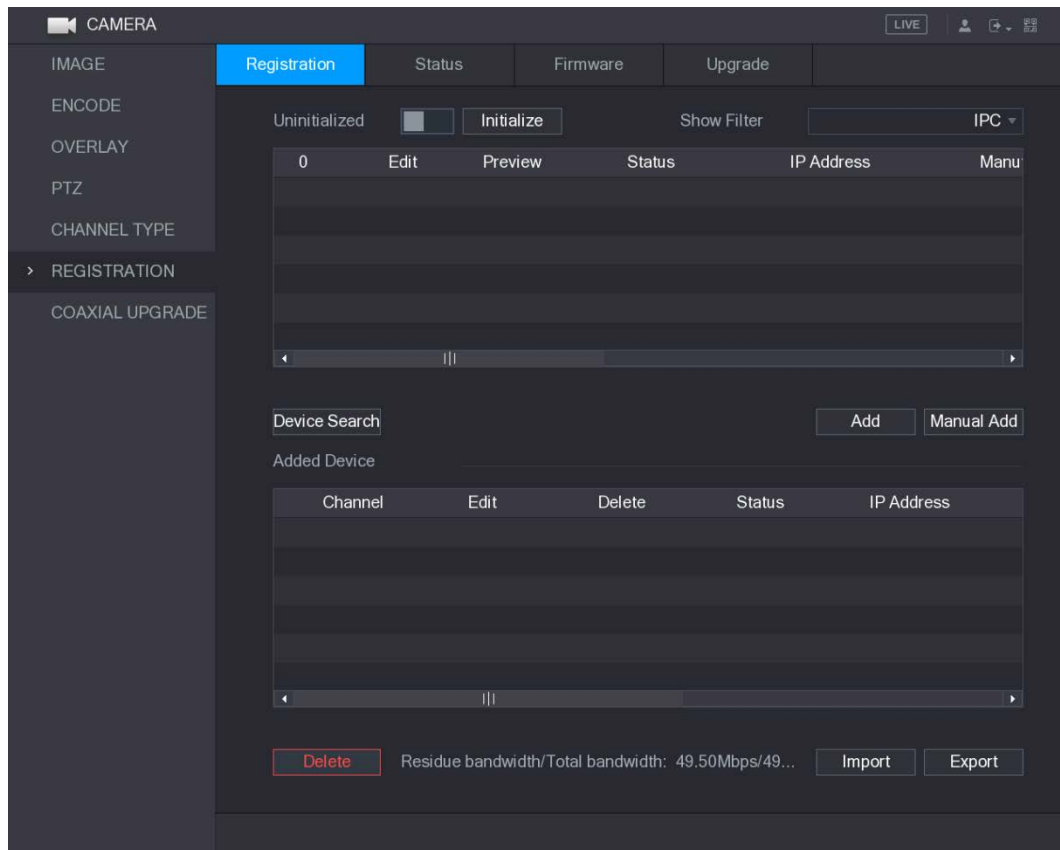 CAMERA LIVE
IMAGE
ENCODE
OVERLAY
PTZ
CHANNEL TYPE
REGISTRATION
COAXIAL UPGRADE
Registration Status Firmware Upgrade
Uninitialized Initialize Show Filter IPC
0 Edit Preview Status IP Address Manu
Device Search Add Manual Add
Added Device
Channel Edit Delete Status IP Address
Delete Residue bandwidth/Total bandwidth: 49.50Mbps/49... Import Export